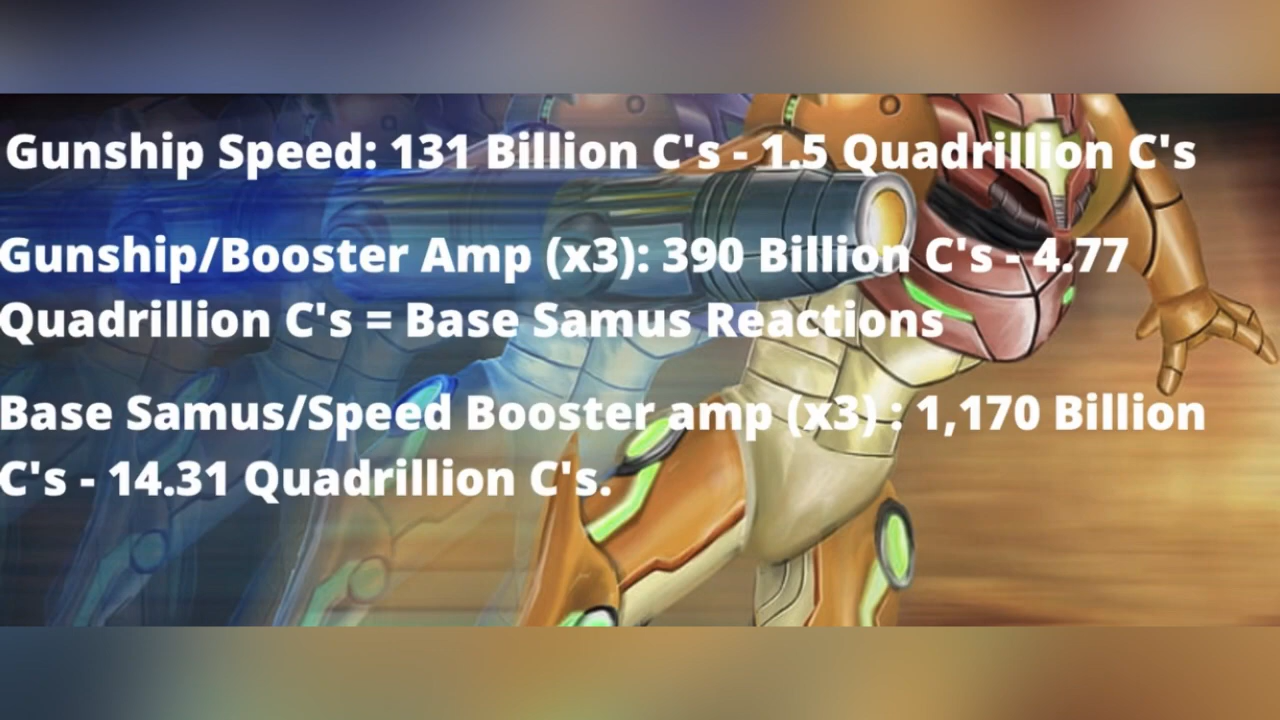 Gunship Speed: 131 Billion C's - 1.5 Quadrillion C's
Gunship/Booster Amp (x3): 390 Billion C's - 4.77
Quadrillion C's = Base Samus Reactions
Base Samus/Speed Booster amp (x3) : 1,170 Billion
C's - 14.31 Quadrillion C's.